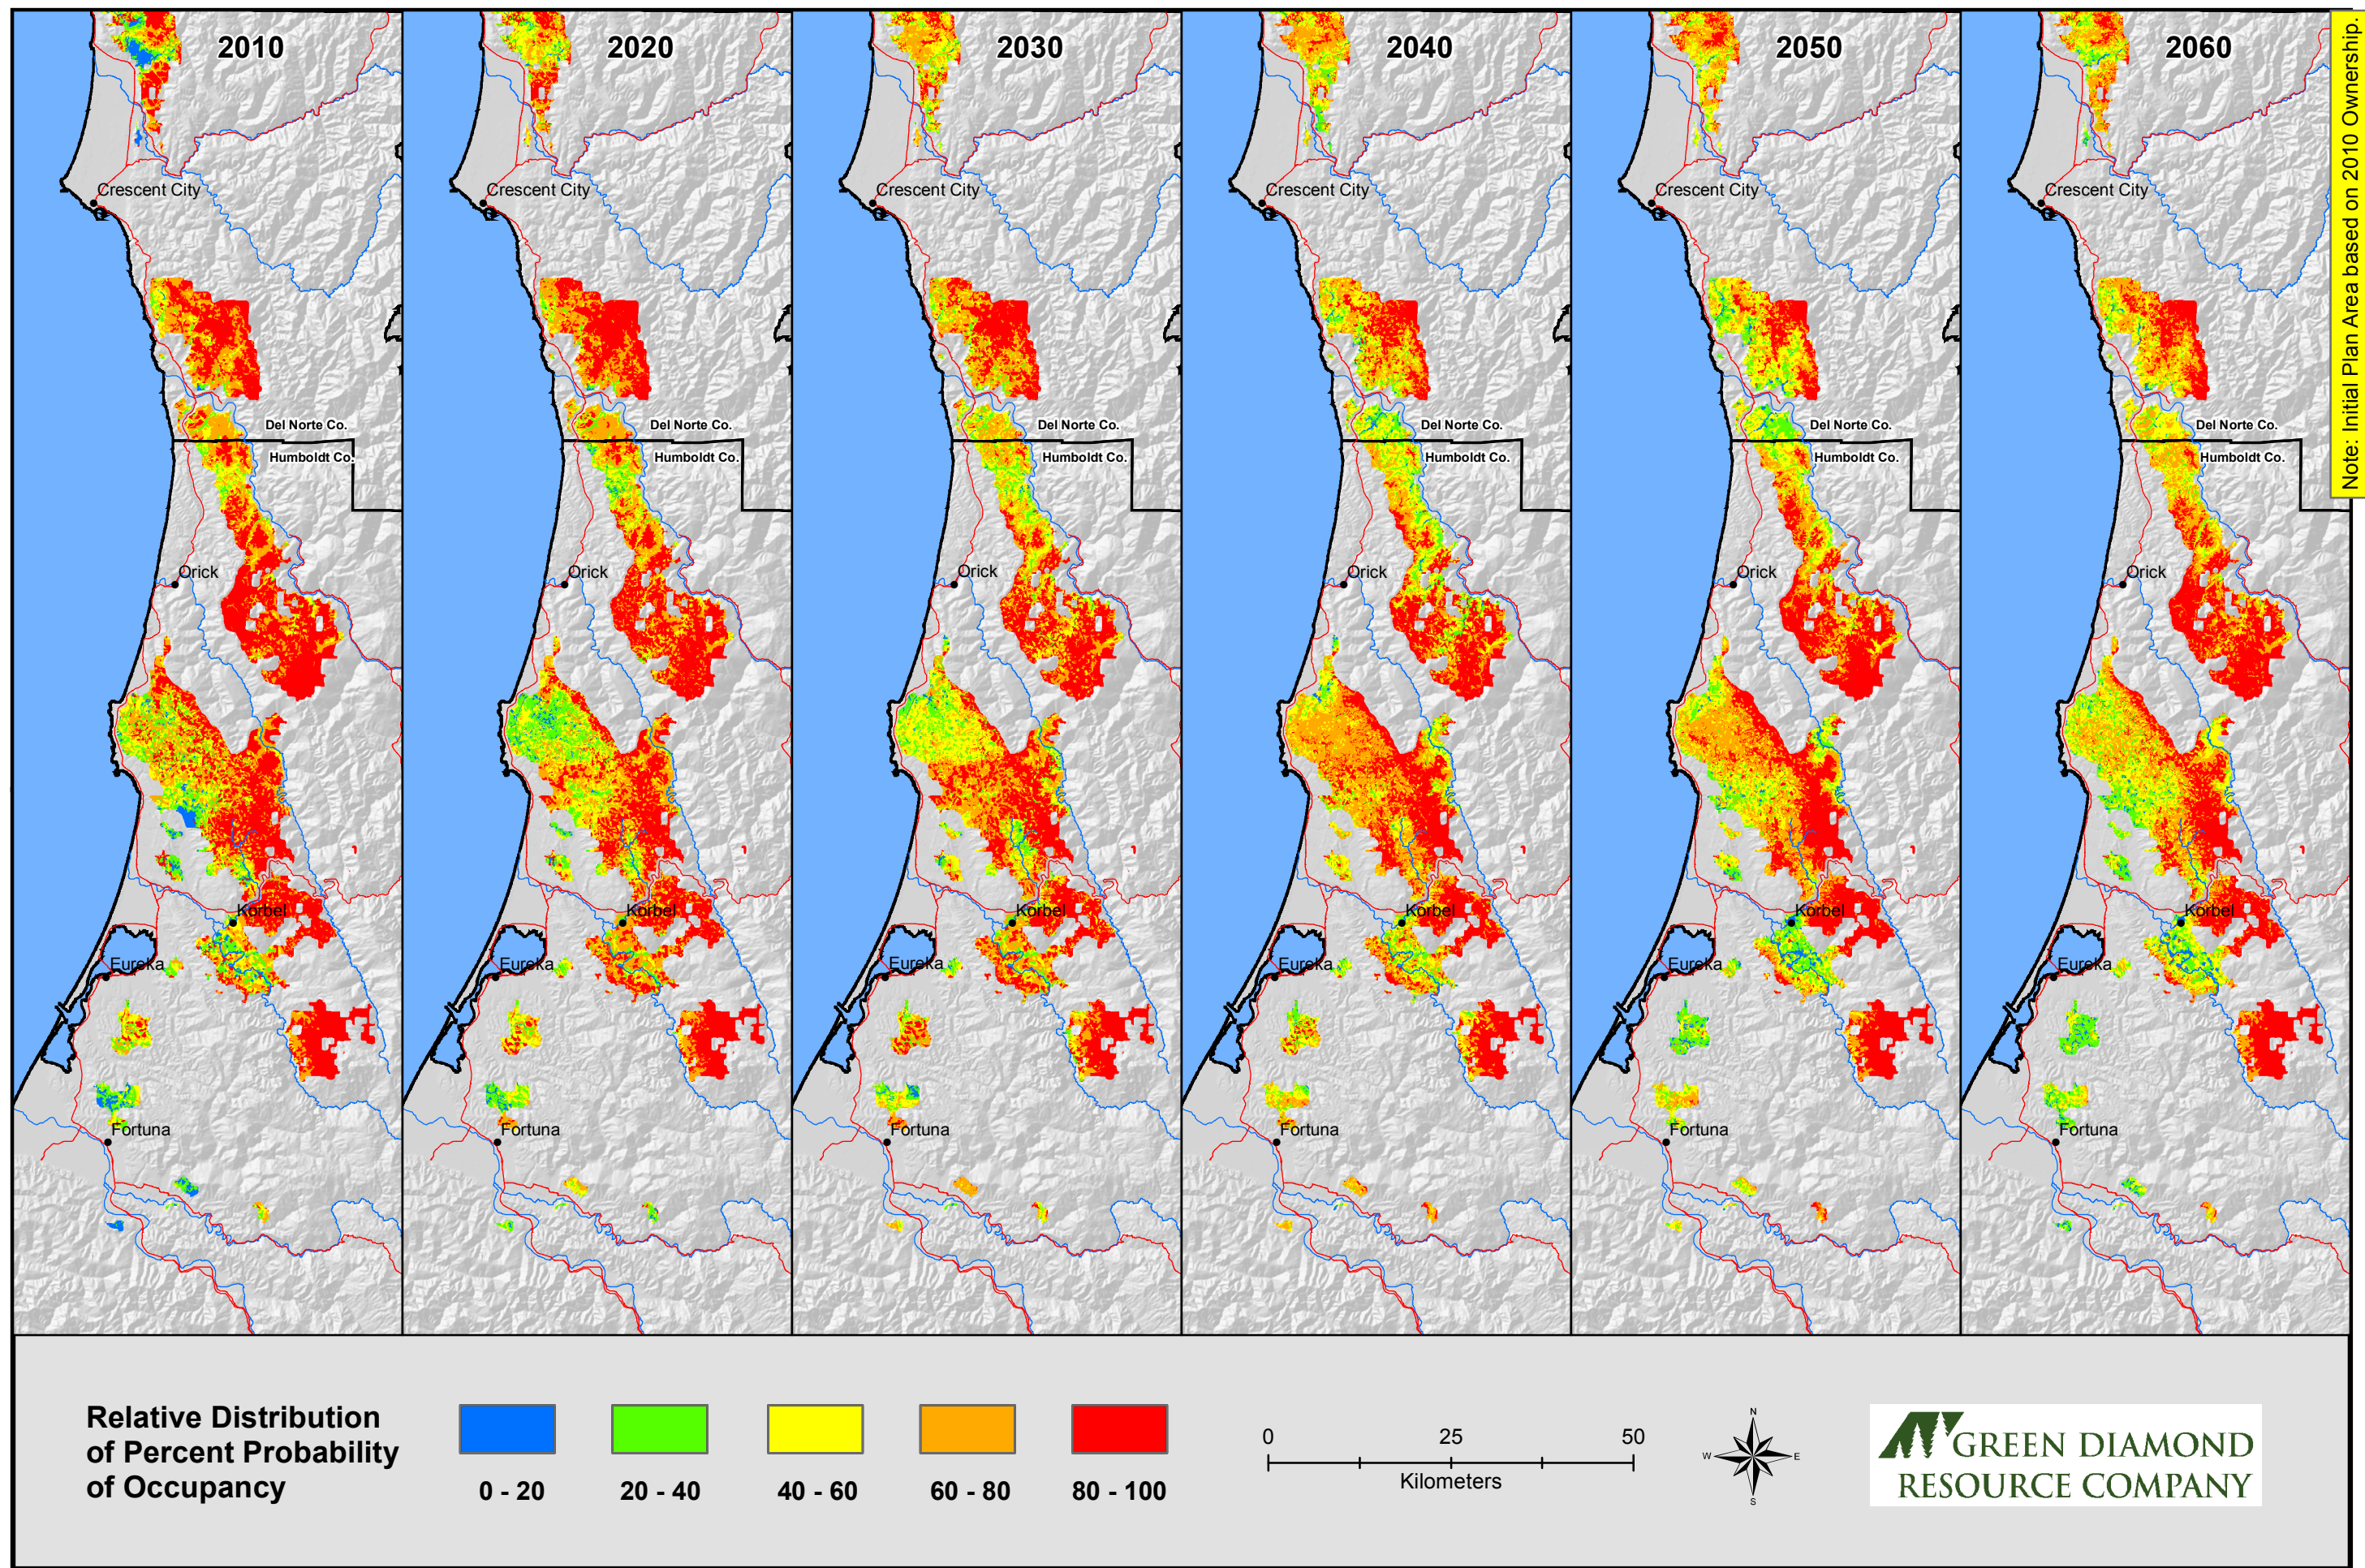 2010
2020
2030
2040
2050
2060
Note: Initial Plan Area based on 2010 Ownership.
Crescent City
Crescent City
Crescent City
Crescent City
Crescent City
Crescent City
Del Norte Co.
Del Norte Co.
Del Norte Co.
Del Norte Co.
Del Norte Co.
Del Norte Co.
Humboldt Co.
Humboldt Co.
Humboldt Co.
Humboldt Co.
Humboldt Co.
Humboldt Co.
Orick
Orick
Orick
Orick
Orick
Orick
Korbel
Korbel
Korbel
Korbel
Korbel
Korbel
Eureka
Eureka
Eureka
Eureka
Eureka
Eureka
Fortuna
Fortuna
Fortuna
Fortuna
Fortuna
Fortuna
Relative Distribution
of Percent Probability
of Occupancy
0 - 20
20 - 40
40 - 60
60 - 80
80 - 100
0 25 50
Kilometers
N
W E
S
GREEN DIAMOND
RESOURCE COMPANY